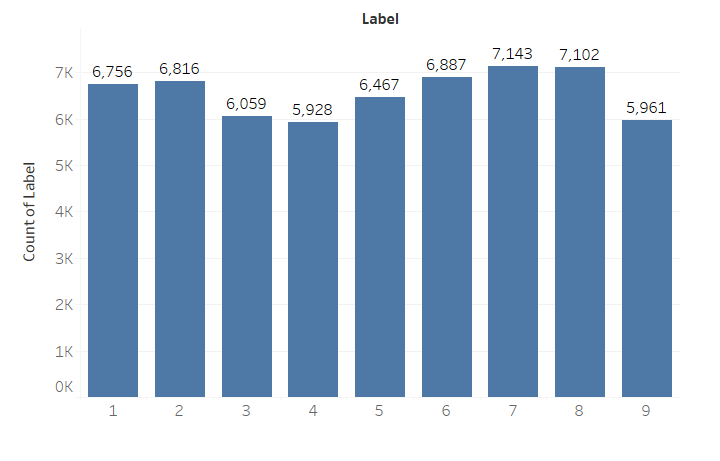 Label
7K
6K
5K
4K
3K
2K
1K
0K
Count of Label
6,756
6,816
6,059
5,928
6,467
6,887
7,143
7,102
5,961
1 2 3 4 5 6 7 8 9